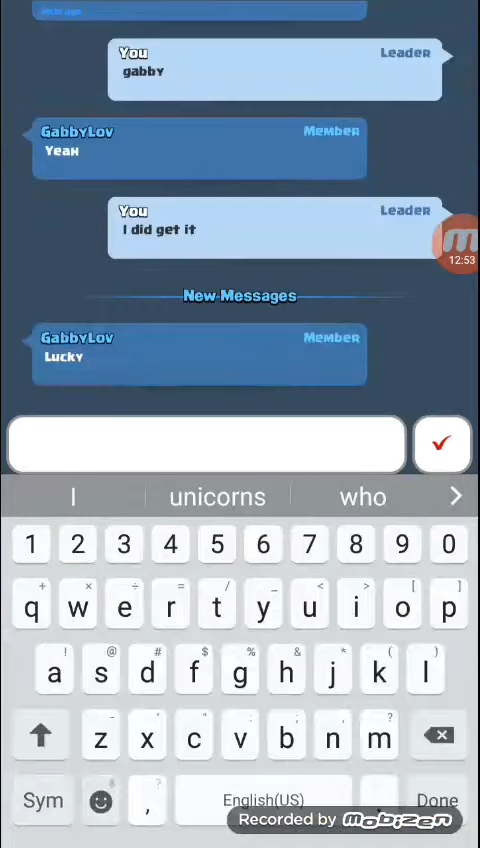 You Leader
gabby
GabbyLov Member
Yeah
You Leader
I did get it
12:53
New Messages
GabbyLov Member
Lucky
I unicorns who
1 2 3 4 5 6 7 8 9 0
+ × ÷ = / _ < > [ ]
q w e r t y u i o p
! @ # $ % & * ( )
a s d f g h j k l
?
z x c v b n m
Sym , English(US) Done
Recorded by Mobizen